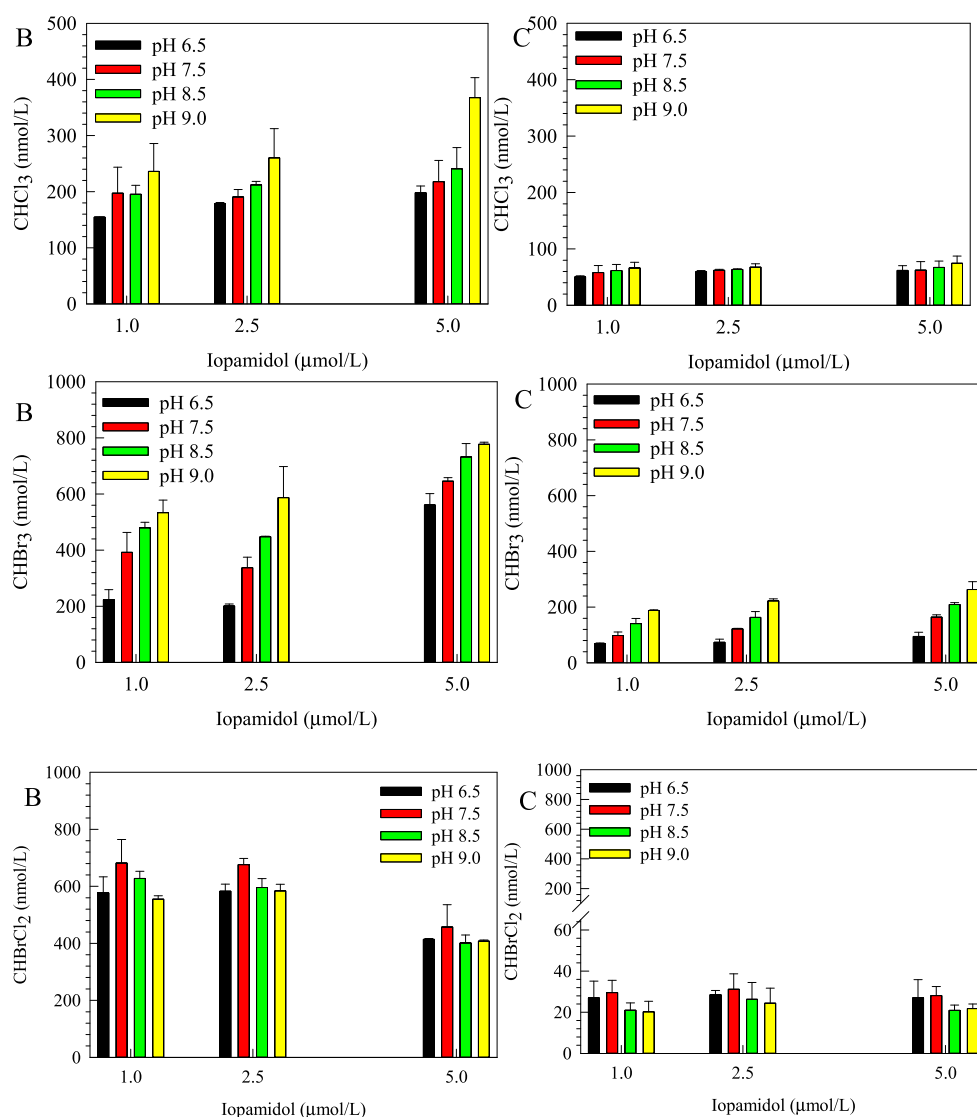 B
500
400
300
200
100
0
CHCl3 (nmol/L)
pH 6.5
pH 7.5
pH 8.5
pH 9.0
1.0 2.5 5.0
Iopamidol (μmol/L)
C
500
400
300
200
100
0
CHCl3 (nmol/L)
pH 6.5
pH 7.5
pH 8.5
pH 9.0
1.0 2.5 5.0
Iopamidol (μmol/L)
B
1000
800
600
400
200
0
CHBr3 (nmol/L)
pH 6.5
pH 7.5
pH 8.5
pH 9.0
1.0 2.5 5.0
Iopamidol (μmol/L)
C
1000
800
600
400
200
0
CHBr3 (nmol/L)
pH 6.5
pH 7.5
pH 8.5
pH 9.0
1.0 2.5 5.0
Iopamidol (μmol/L)
B
1000
800
600
400
200
0
CHBrCl2 (nmol/L)
pH 6.5
pH 7.5
pH 8.5
pH 9.0
1.0 2.5 5.0
Iopamidol (μmol/L)
C
1000
800
600
400
200
60
40
20
0
CHBrCl2 (nmol/L)
pH 6.5
pH 7.5
pH 8.5
pH 9.0
1.0 2.5 5.0
Iopamidol (μmol/L)